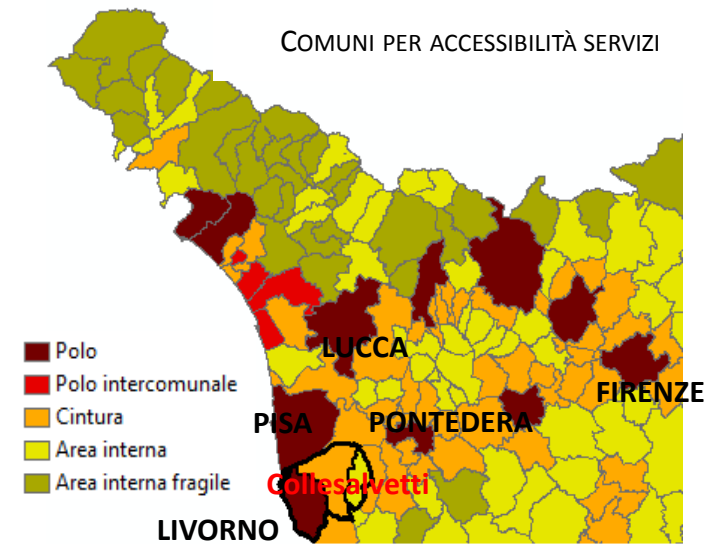 COMUNI PER ACCESSIBILITÀ SERVIZI
Polo
Polo intercomunale
Cintura
Area interna
Area interna fragile
LUCCA
FIRENZE
PISA
PONTEDERA
Collesalvetti
LIVORNO